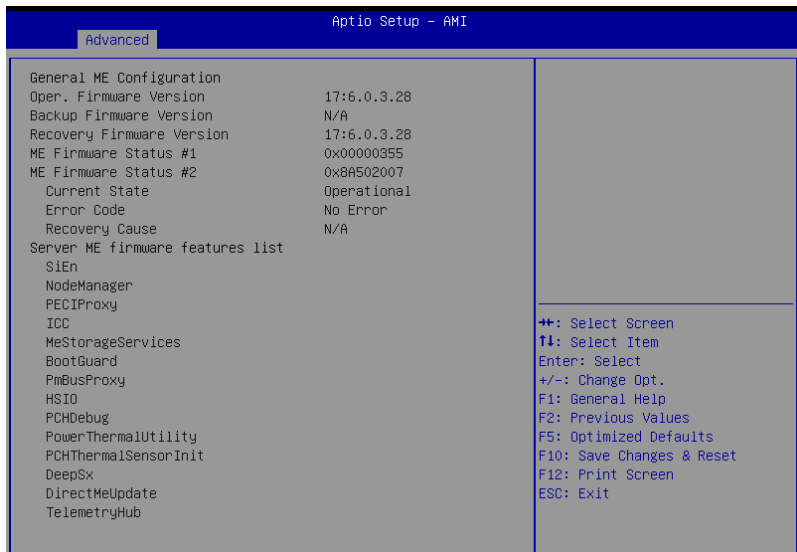 Aptio Setup – AMI
Advanced
General ME Configuration
Oper. Firmware Version 17:6.0.3.28
Backup Firmware Version N/A
Recovery Firmware Version 17:6.0.3.28
ME Firmware Status #1 0x00000355
ME Firmware Status #2 0x8A502007
Current State Operational
Error Code No Error
Recovery Cause N/A
Server ME firmware features list
SiEn
NodeManager
PECIProxy
ICC
MeStorageServices
BootGuard
PmBusProxy
HSIO
PCHDebug
PowerThermalUtility
PCHThermalSensorInit
DeepSx
DirectMeUpdate
TelemetryHub
→←: Select Screen
↑↓: Select Item
Enter: Select
+/-: Change Opt.
F1: General Help
F2: Previous Values
F5: Optimized Defaults
F10: Save Changes & Reset
F12: Print Screen
ESC: Exit